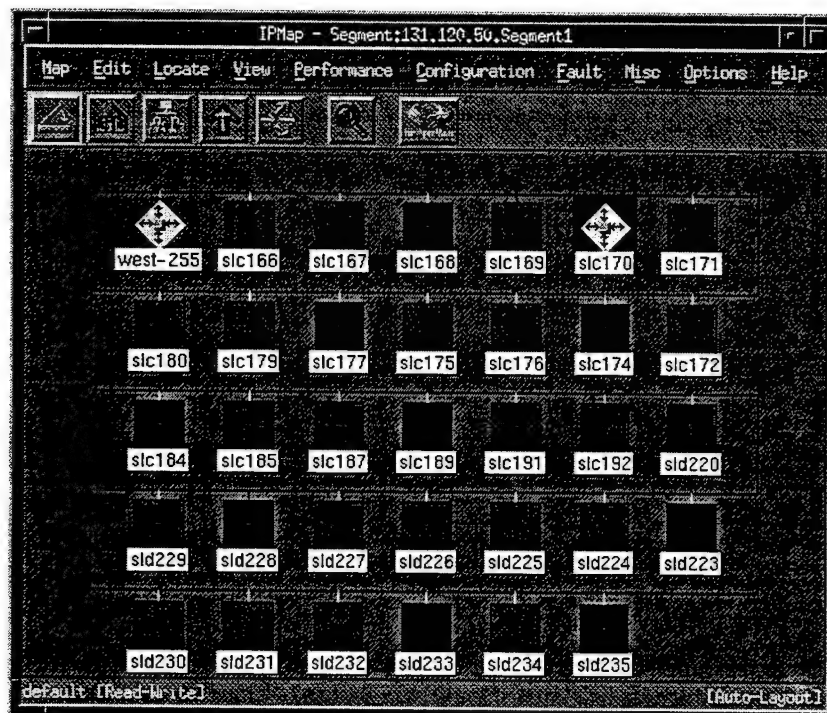 IPMap - Segment:131.120.50.Segment1
Map Edit Locate View Performance Configuration Fault Misc Options Help
west-255 slc166 slc167 slc168 slc169 slc170 slc171
slc180 slc179 slc177 slc175 slc176 slc174 slc172
slc184 slc185 slc187 slc189 slc191 slc192 sld220
sld229 sld228 sld227 sld226 sld225 sld224 sld223
sld230 sld231 sld232 sld233 sld234 sld235
default [Read-Write] [Auto-Layout]